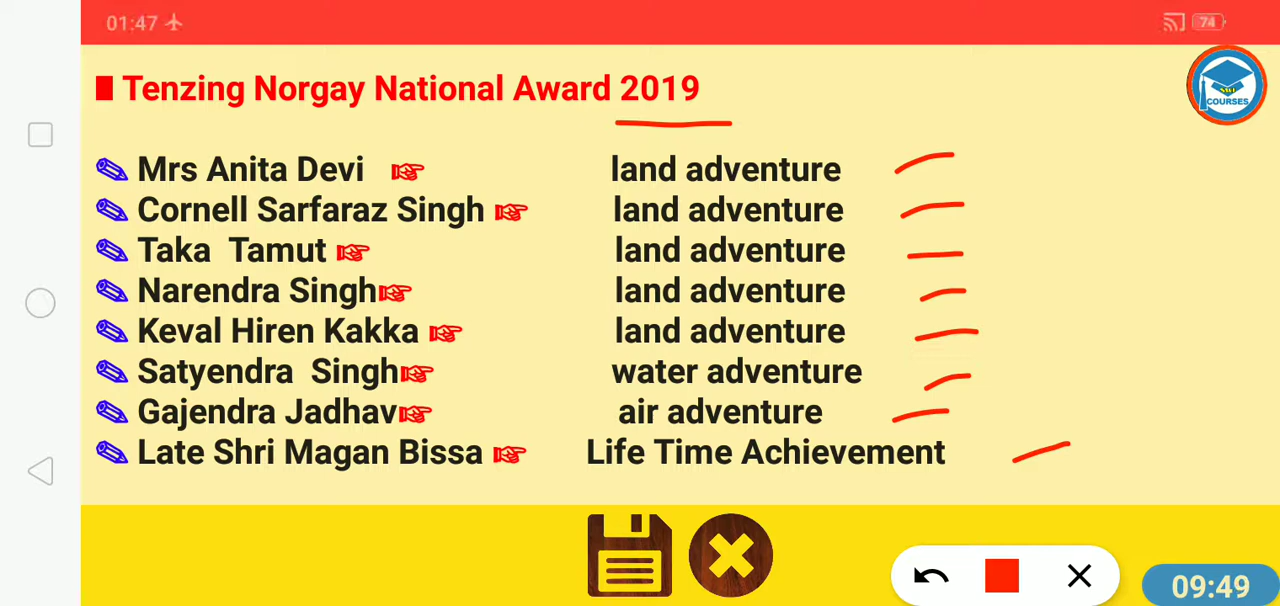 01:47
74
Tenzing Norgay National Award 2019
COURSES
Mrs Anita Devi land adventure
Cornell Sarfaraz Singh land adventure
Taka Tamut land adventure
Narendra Singh land adventure
Keval Hiren Kakka land adventure
Satyendra Singh water adventure
Gajendra Jadhav air adventure
Late Shri Magan Bissa Life Time Achievement
09:49